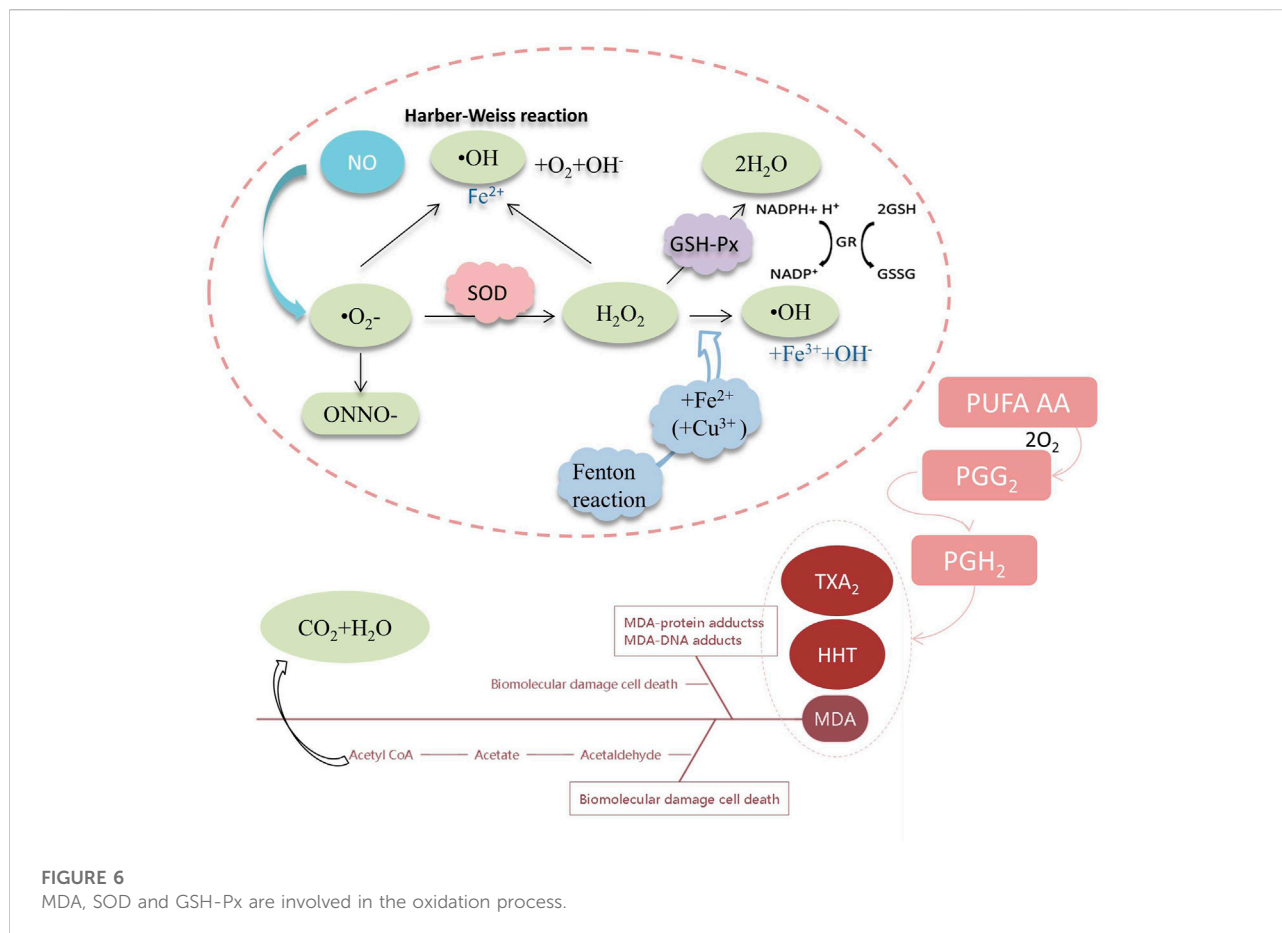 Harber-Weiss reaction
NO
•OH
+O₂+OH⁻
Fe²⁺
2H₂O
NADPH+ H⁺
2GSH
GSH-Px
GR
NADP⁺
GSSG
SOD
•O₂-
H₂O₂
•OH
+Fe³⁺+OH⁻
ONNO-
+Fe²⁺
(+Cu³⁺)
Fenton
reaction
PUFA AA
2O₂
PGG₂
PGH₂
TXA₂
HHT
MDA
MDA-protein adductss
MDA-DNA adducts
CO₂+H₂O
Biomolecular damage cell death
Acetyl CoA
Acetate
Acetaldehyde
Biomolecular damage cell death
FIGURE 6
MDA, SOD and GSH-Px are involved in the oxidation process.